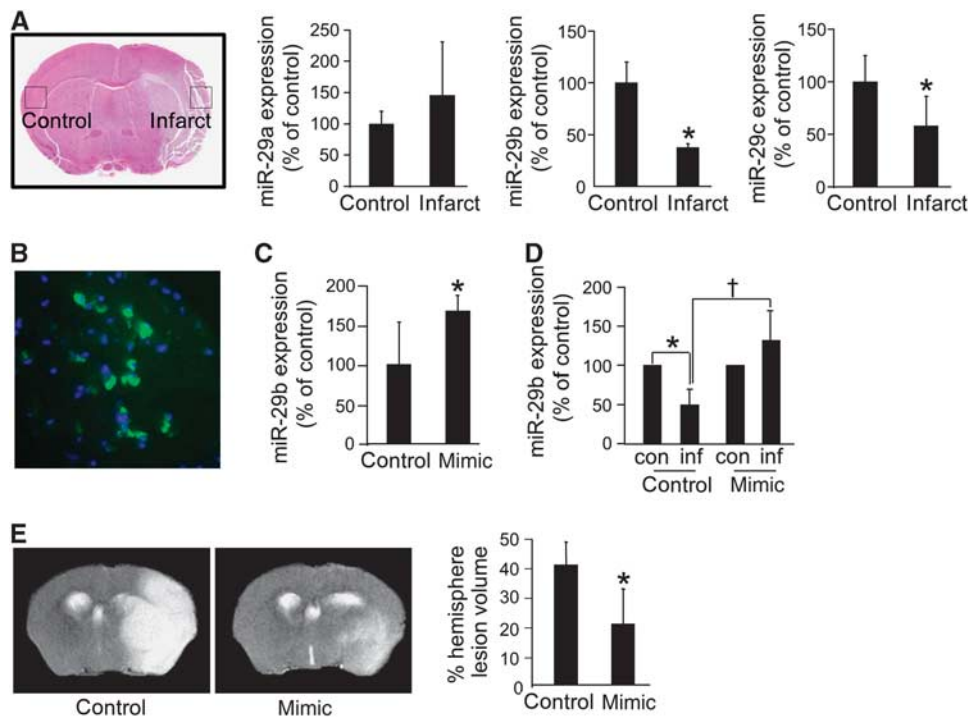 A
Control
Infarct
miR-29a expression
(% of control)
150
100
50
0
Control Infarct
miR-29b expression
(% of control)
150
100
50
0
*
Control Infarct
miR-29c expression
(% of control)
150
100
50
0
*
Control Infarct
B
C
miR-29b expression
(% of control)
200
150
100
50
0
*
Control Mimic
D
miR-29b expression
(% of control)
200
150
100
50
0
*
†
con inf con inf
Control Mimic
E
Control
Mimic
% hemisphere
lesion volume
50
40
30
20
10
0
*
Control Mimic